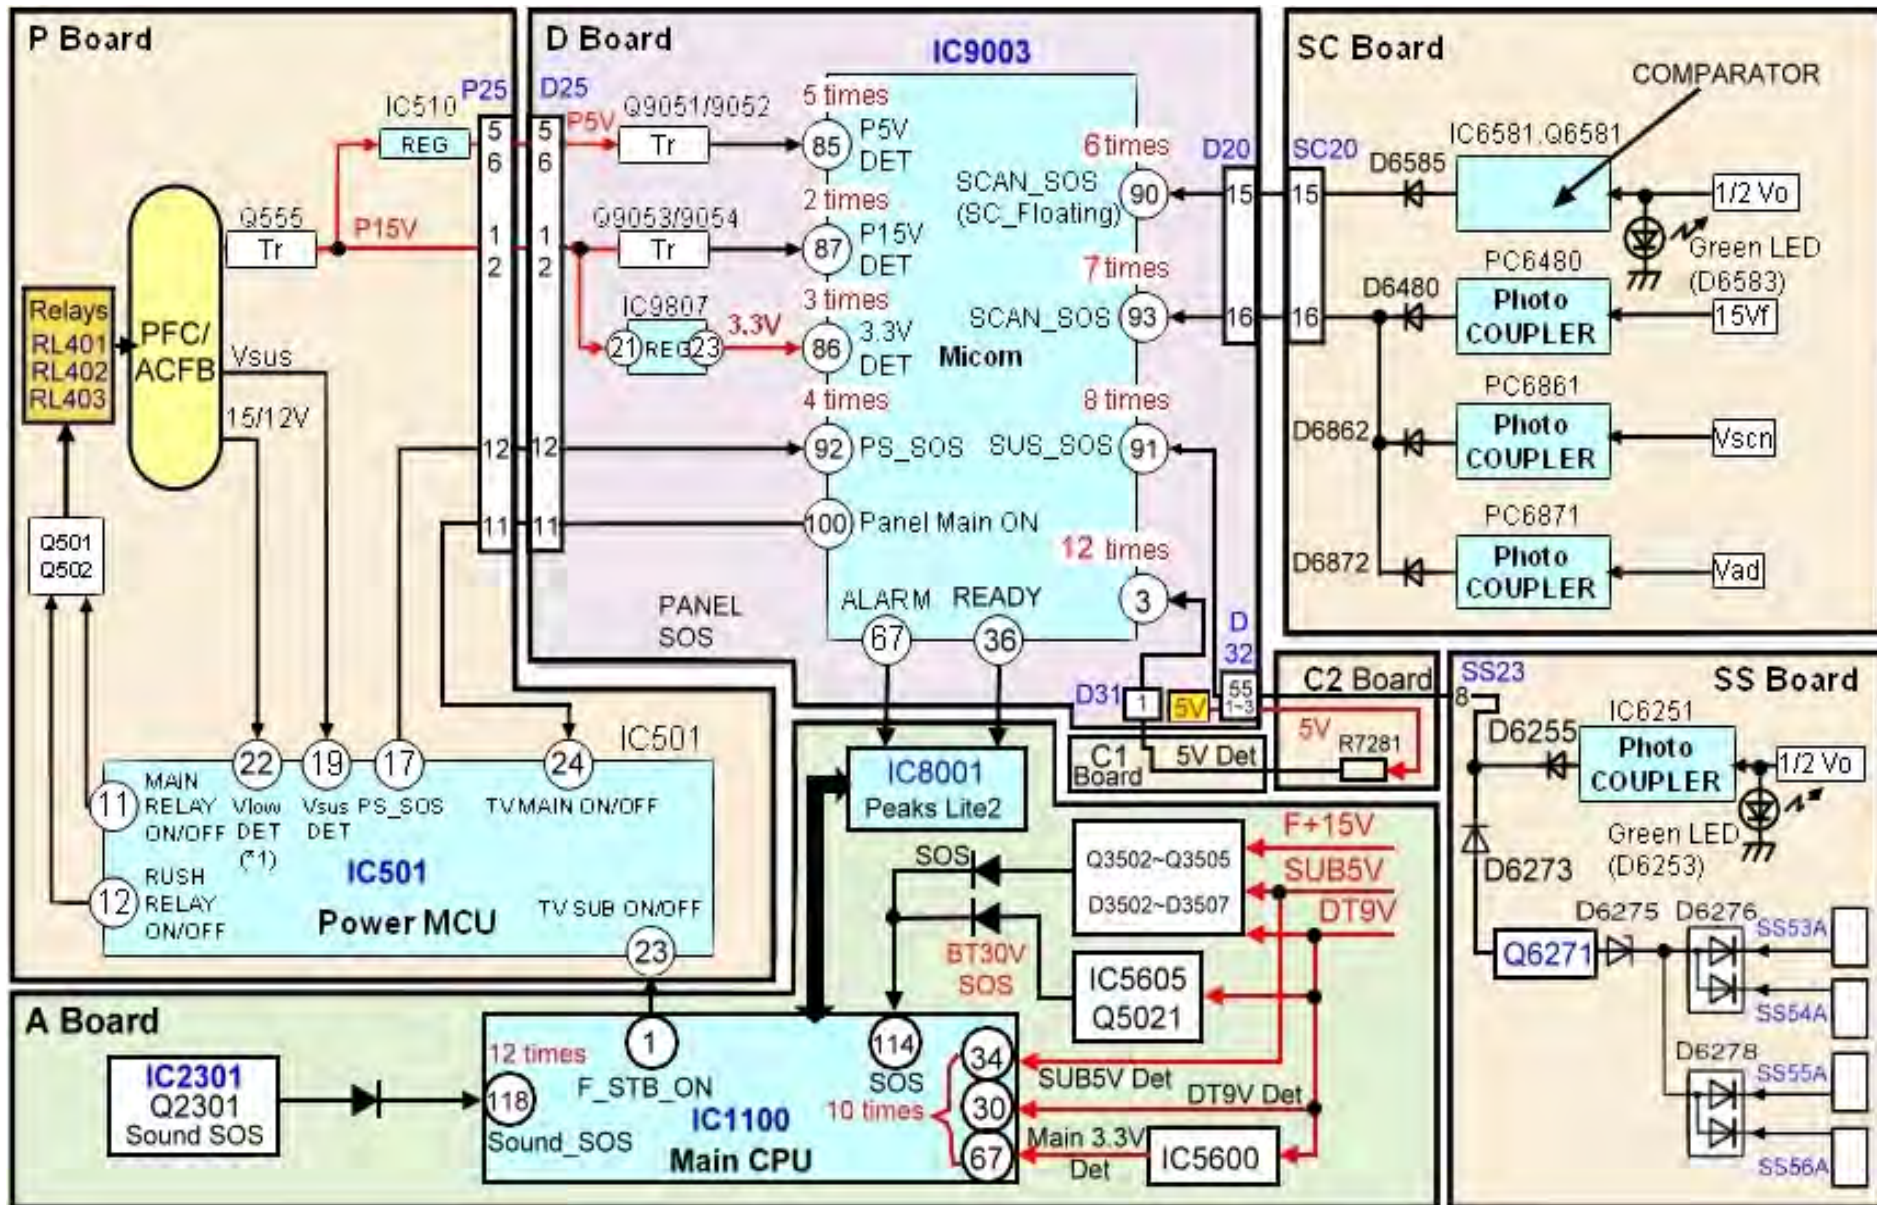 P Board
IC510
REG
P25
5
6
Q555
Tr
P15V
1
2
Relays
RL401
RL402
RL403
PFC/
ACFB
Vsus
15/12V
12
11
Q501
Q502
IC501
11
MAIN
RELAY
ON/OFF
12
RUSH
RELAY
ON/OFF
22
Vlow
DET
(*1)
19
Vsus
DET
17
PS_SOS
24
TV MAIN ON/OFF
IC501
Power MCU
TV SUB ON/OFF
23
D Board
D25
5
6
P5V
Q9051/9052
Tr
1
2
Q9053/9054
Tr
IC9807
21
REG
23
3.3V
12
11
IC9003
5 times
85
P5V
DET
2 times
87
P15V
DET
3 times
86
3.3V
DET
4 times
92
PS_SOS
100
Panel Main ON
6 times
SCAN_SOS
(SC_Floating)
90
7 times
SCAN_SOS
93
Micom
8 times
SUS_SOS
91
12 times
3
ALARM
67
READY
36
PANEL
SOS
D20
15
16
D
32
55
1~3
D31
1
5V
SC Board
COMPARATOR
SC20
15
16
IC6581,Q6581
D6585
1/2 Vo
Green LED
(D6583)
PC6480
D6480
Photo
COUPLER
15Vf
PC6861
D6862
Photo
COUPLER
Vscn
PC6871
D6872
Photo
COUPLER
Vad
C2 Board
5V
R7281
C1
Board
5V Det
SS23
8
SS Board
IC6251
D6255
Photo
COUPLER
1/2 Vo
Green LED
(D6253)
D6273
Q6271
D6275
D6276
SS53A
SS54A
D6278
SS55A
SS56A
A Board
IC8001
Peaks Lite2
SOS
Q3502~Q3505
D3502~D3507
F+15V
SUB5V
DT9V
BT30V
SOS
IC5605
Q5021
IC2301
Q2301
Sound SOS
12 times
118
Sound_SOS
1
F_STB_ON
114
SOS
IC1100
Main CPU
10 times
34
30
67
SUB5V Det
DT9V Det
Main 3.3V
Det
IC5600